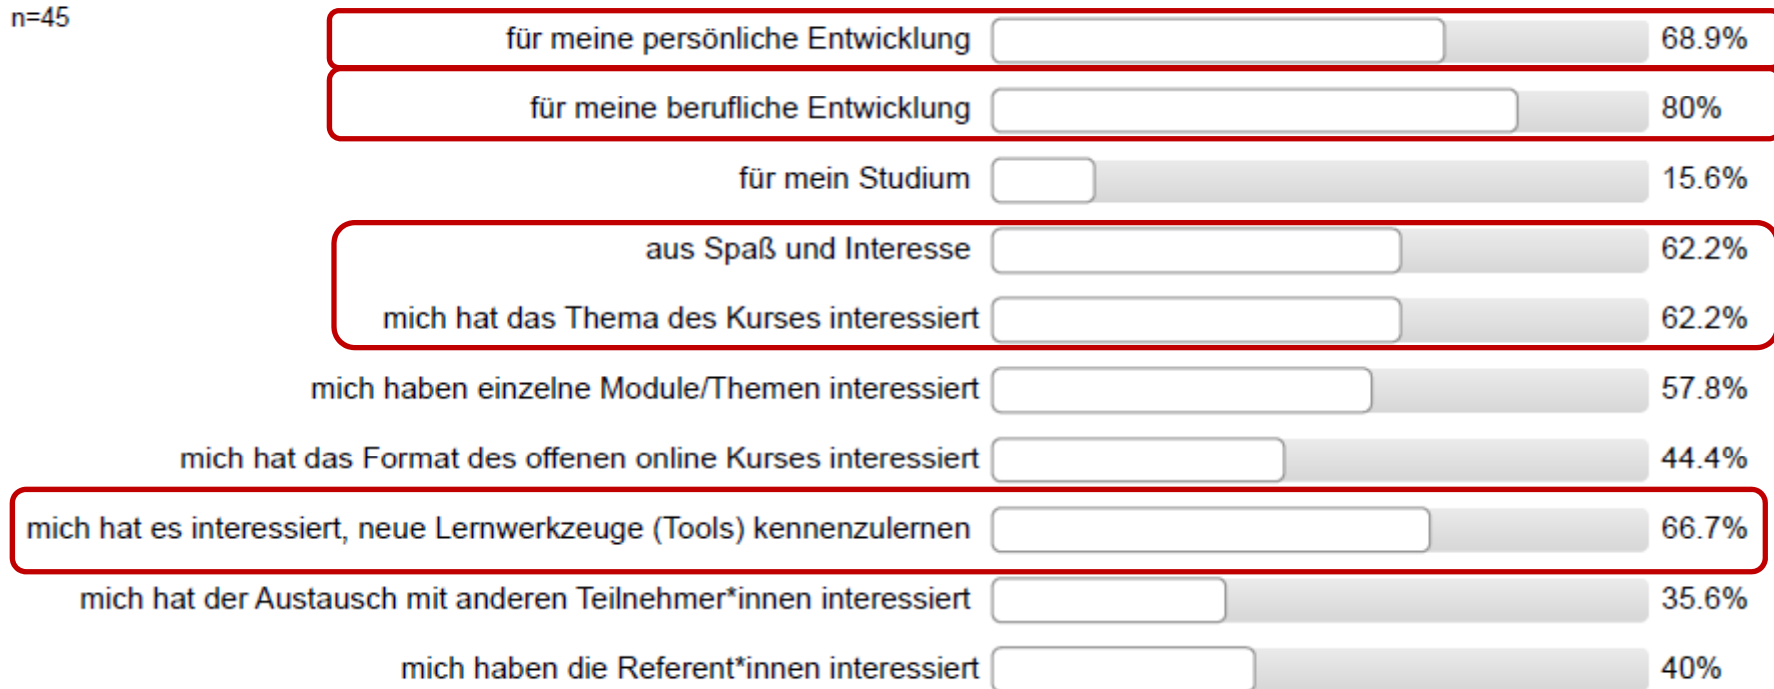 n=45
für meine persönliche Entwicklung 68.9%
für meine berufliche Entwicklung 80%
für mein Studium 15.6%
aus Spaß und Interesse 62.2%
mich hat das Thema des Kurses interessiert 62.2%
mich haben einzelne Module/Themen interessiert 57.8%
mich hat das Format des offenen online Kurses interessiert 44.4%
mich hat es interessiert, neue Lernwerkzeuge (Tools) kennenzulernen 66.7%
mich hat der Austausch mit anderen Teilnehmer*innen interessiert 35.6%
mich haben die Referent*innen interessiert 40%